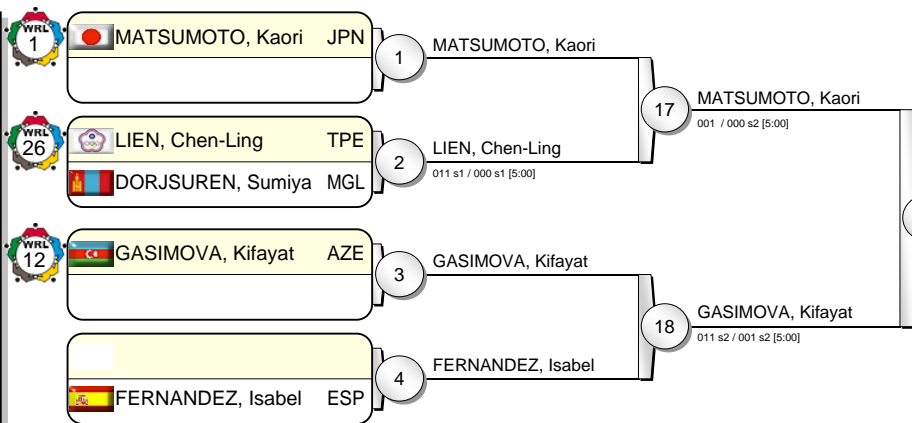 WRL
1
MATSUMOTO, Kaori JPN
1
MATSUMOTO, Kaori
17
MATSUMOTO, Kaori
001 / 000 s2 [5:00]
WRL
26
LIEN, Chen-Ling TPE
DORJSUREN, Sumiya MGL
2
LIEN, Chen-Ling
011 s1 / 000 s1 [5:00]
WRL
12
GASIMOVA, Kifayat AZE
3
GASIMOVA, Kifayat
18
GASIMOVA, Kifayat
011 s2 / 001 s2 [5:00]
FERNANDEZ, Isabel ESP
4
FERNANDEZ, Isabel